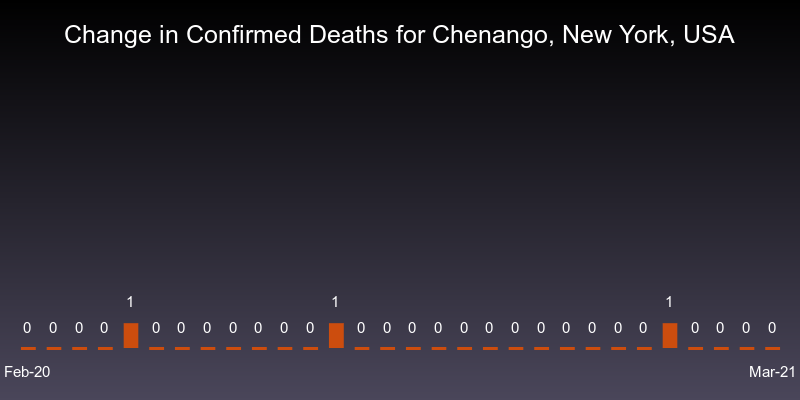 Change in Confirmed Deaths for Chenango, New York, USA
1 1 1
0 0 0 0 0 0 0 0 0 0 0 0 0 0 0 0 0 0 0 0 0 0 0 0 0 0 0
Feb-20 Mar-21